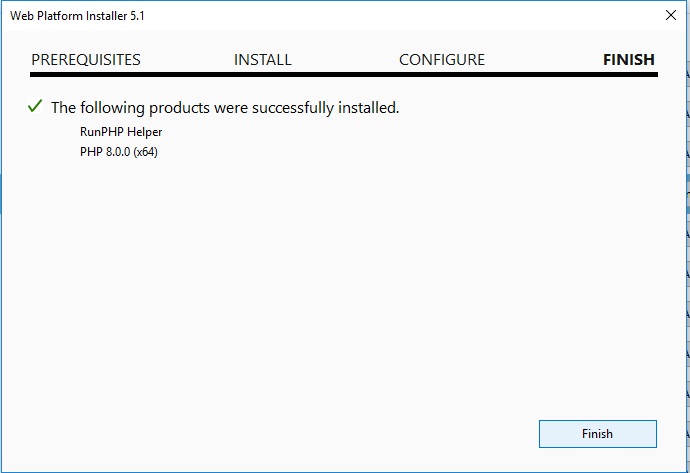 Web Platform Installer 5.1
PREREQUISITES INSTALL CONFIGURE FINISH
The following products were successfully installed.
RunPHP Helper
PHP 8.0.0 (x64)
Finish